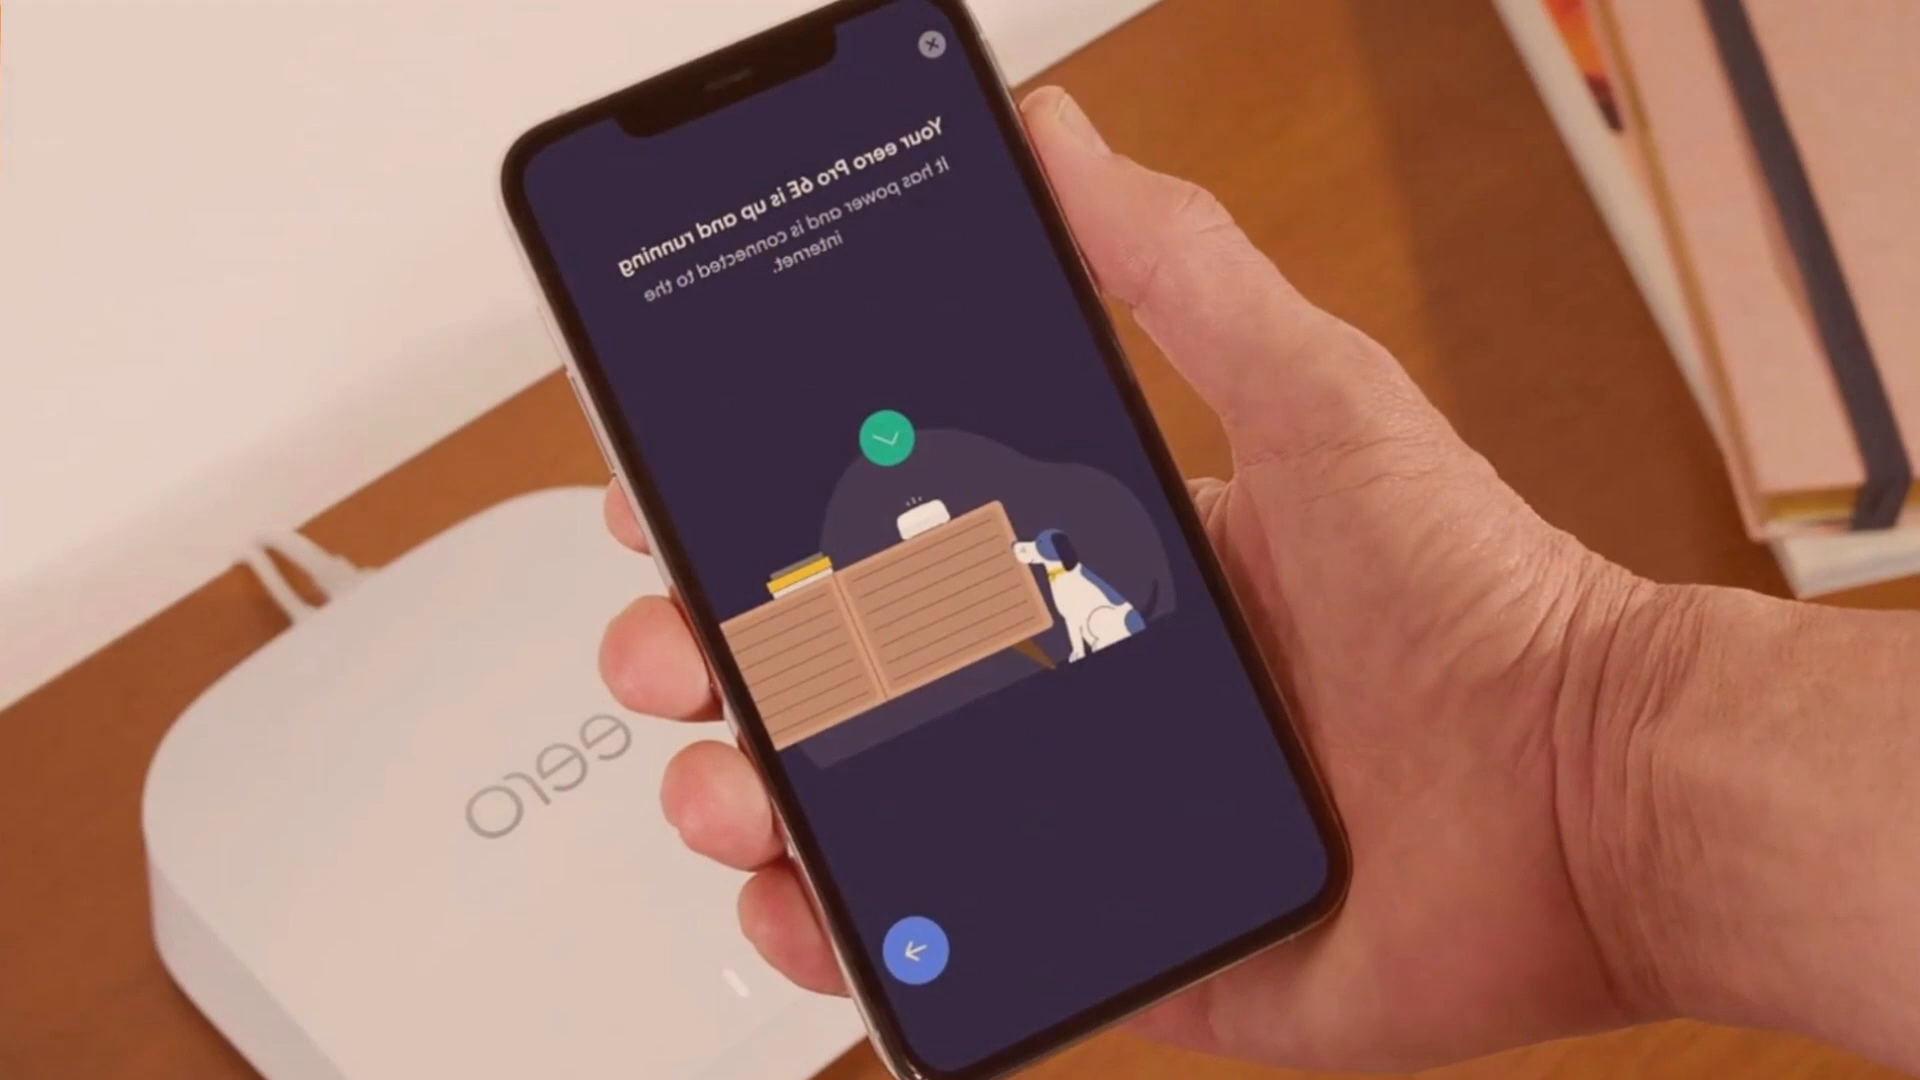 Your eero Pro 6E is up and running
It has power and is connected to the
internet.
eero